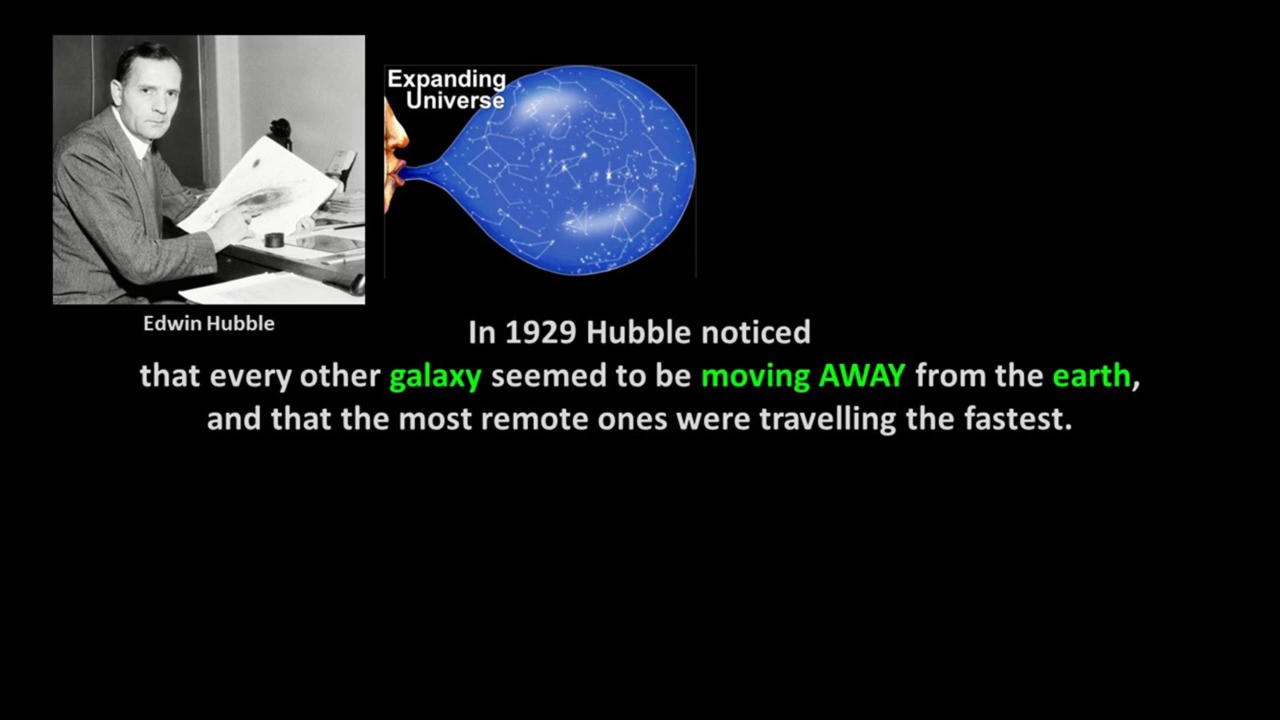 Expanding
Universe
Edwin Hubble
In 1929 Hubble noticed
that every other galaxy seemed to be moving AWAY from the earth,
and that the most remote ones were travelling the fastest.